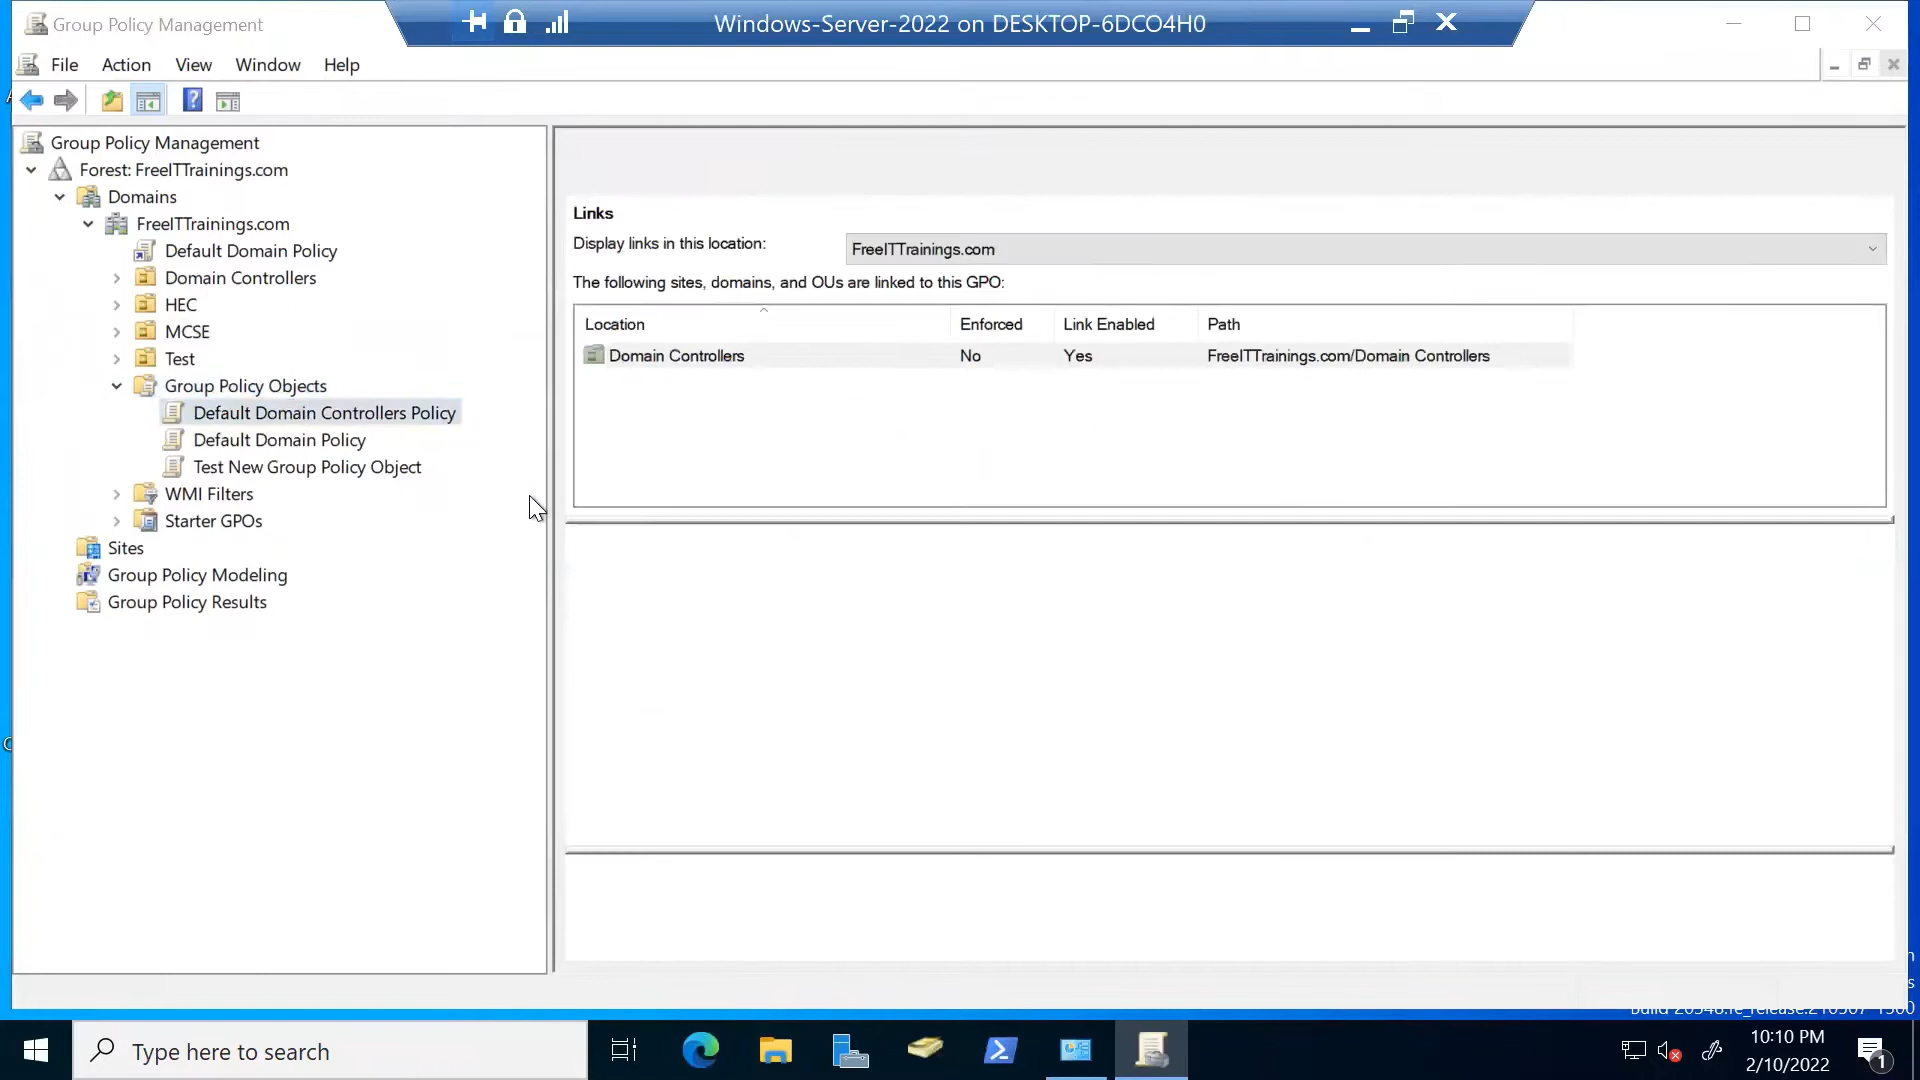 Group Policy Management
Windows-Server-2022 on DESKTOP-6DCO4H0
File Action View Window Help
Group Policy Management
Forest: FreeITTrainings.com
Domains
FreeITTrainings.com
Default Domain Policy
Domain Controllers
HEC
MCSE
Test
Group Policy Objects
Default Domain Controllers Policy
Default Domain Policy
Test New Group Policy Object
WMI Filters
Starter GPOs
Sites
Group Policy Modeling
Group Policy Results
Links
Display links in this location:
FreeITTrainings.com
The following sites, domains, and OUs are linked to this GPO:
Location Enforced Link Enabled Path
Domain Controllers No Yes FreeITTrainings.com/Domain Controllers
Type here to search
10:10 PM
2/10/2022
1